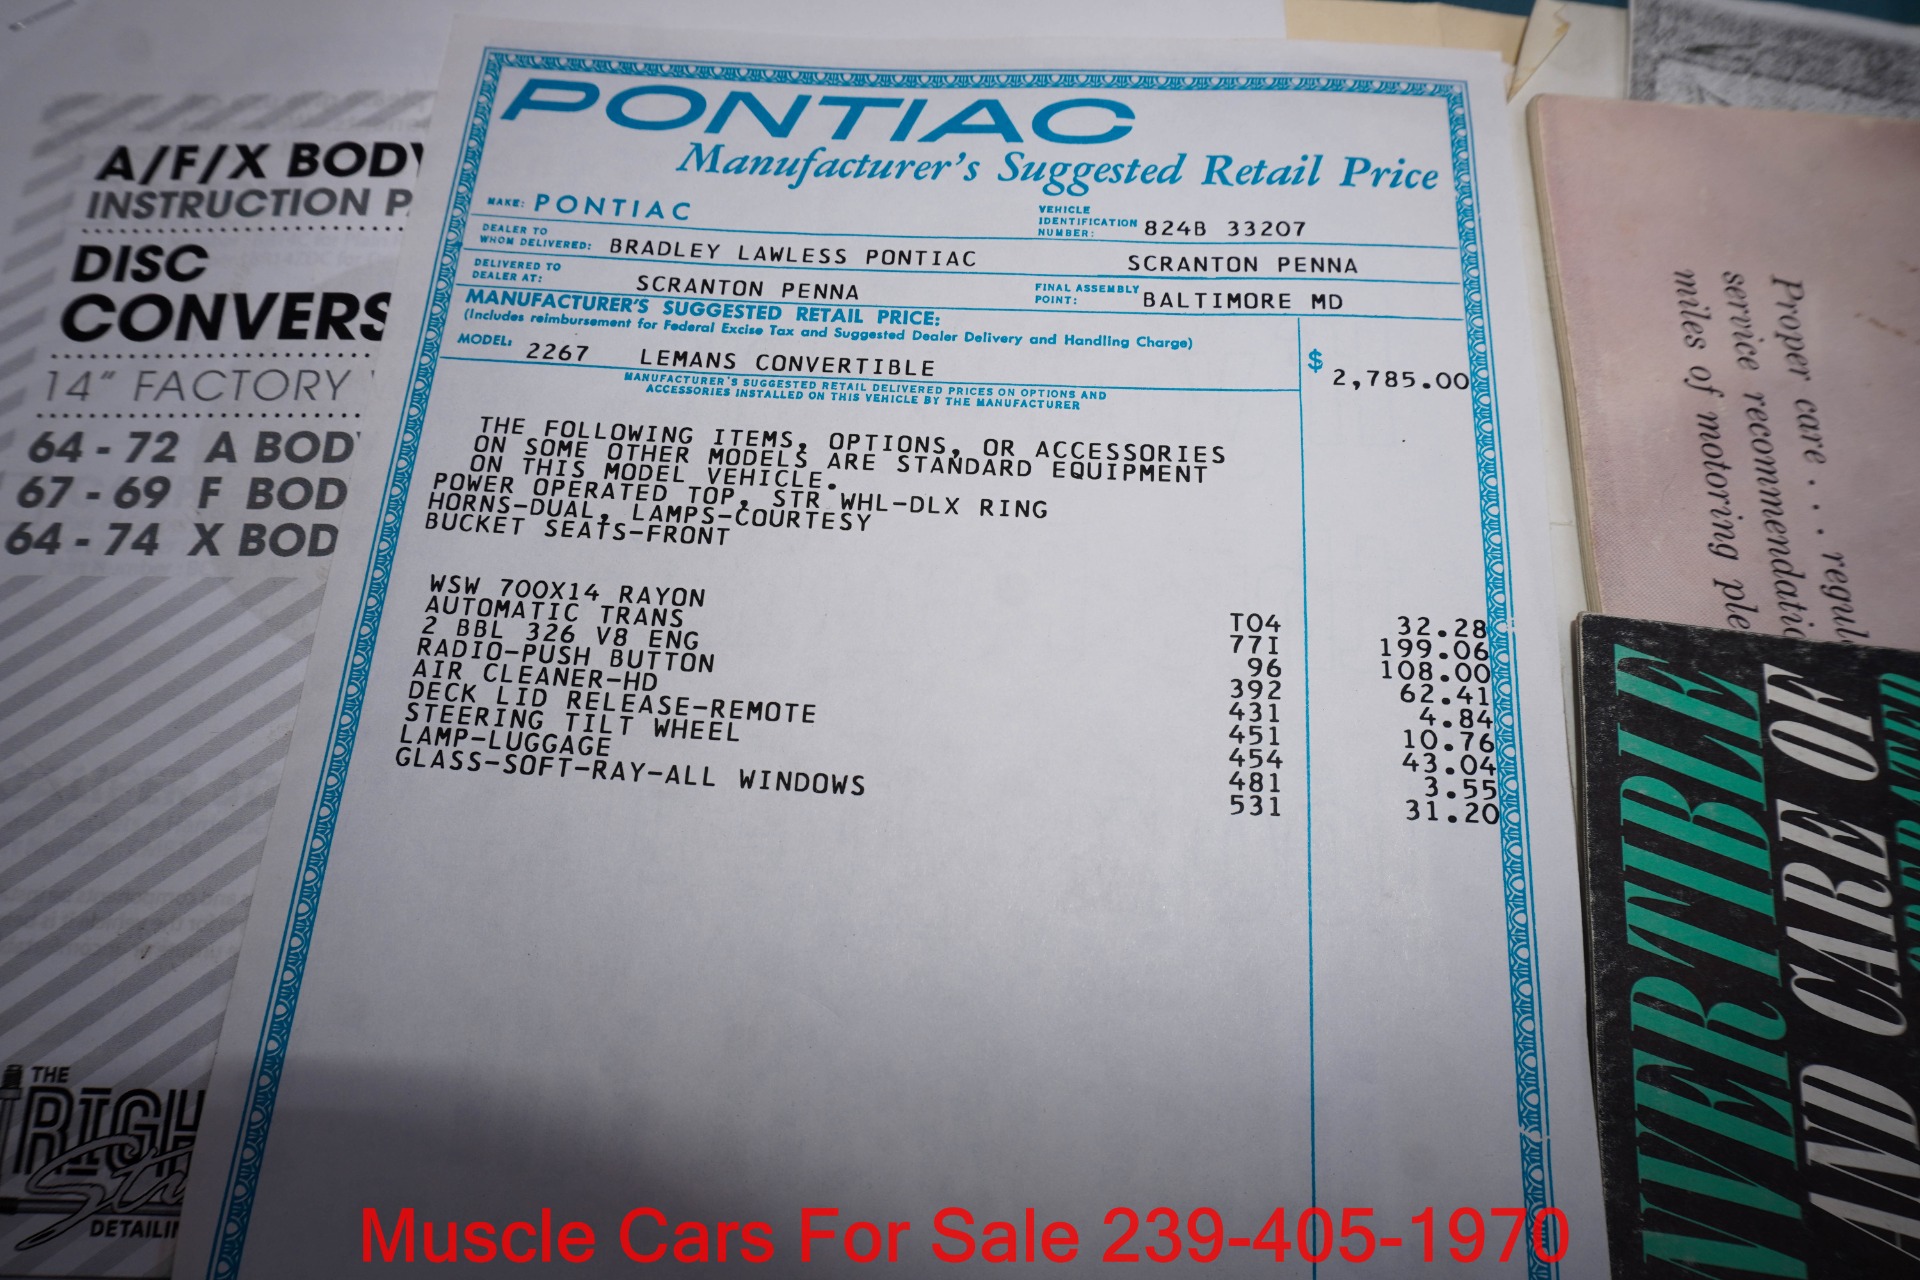 PONTIAC
Manufacturer's Suggested Retail Price
MAKE: PONTIAC
VEHICLE IDENTIFICATION NUMBER: 824B 33207
DEALER TO WHOM DELIVERED: BRADLEY LAWLESS PONTIAC SCRANTON PENNA
DELIVERED TO DEALER AT: SCRANTON PENNA
FINAL ASSEMBLY POINT: BALTIMORE MD
MANUFACTURER'S SUGGESTED RETAIL PRICE:
(Includes reimbursement for Federal Excise Tax and Suggested Dealer Delivery and Handling Charge)
MODEL: 2267 LEMANS CONVERTIBLE $ 2,785.00
MANUFACTURER'S SUGGESTED RETAIL DELIVERED PRICES ON OPTIONS AND
ACCESSORIES INSTALLED ON THIS VEHICLE BY THE MANUFACTURER
THE FOLLOWING ITEMS, OPTIONS, OR ACCESSORIES
ON SOME OTHER MODELS ARE STANDARD EQUIPMENT
ON THIS MODEL VEHICLE.
POWER OPERATED TOP, STR WHL-DLX RING
HORNS-DUAL, LAMPS-COURTESY
BUCKET SEATS-FRONT
WSW 700X14 RAYON T04 32.28
AUTOMATIC TRANS 77I 199.06
2 BBL 326 V8 ENG 96 108.00
RADIO-PUSH BUTTON 392 62.41
AIR CLEANER-HD 431 4.84
DECK LID RELEASE-REMOTE 451 10.76
STEERING TILT WHEEL 454 43.04
LAMP-LUGGAGE 481 3.55
GLASS-SOFT-RAY-ALL WINDOWS 531 31.20
A/F/X BODY
INSTRUCTION P
DISC
CONVERS
14" FACTORY
64 - 72 A BOD
67 - 69 F BOD
64 - 74 X BOD
THE
RIGH
Str
DETAILIN
Proper care . . . regul
service recommendatio
miles of motoring ple
VERTIBLE
AND CARE OF
Muscle Cars For Sale 239-405-1970